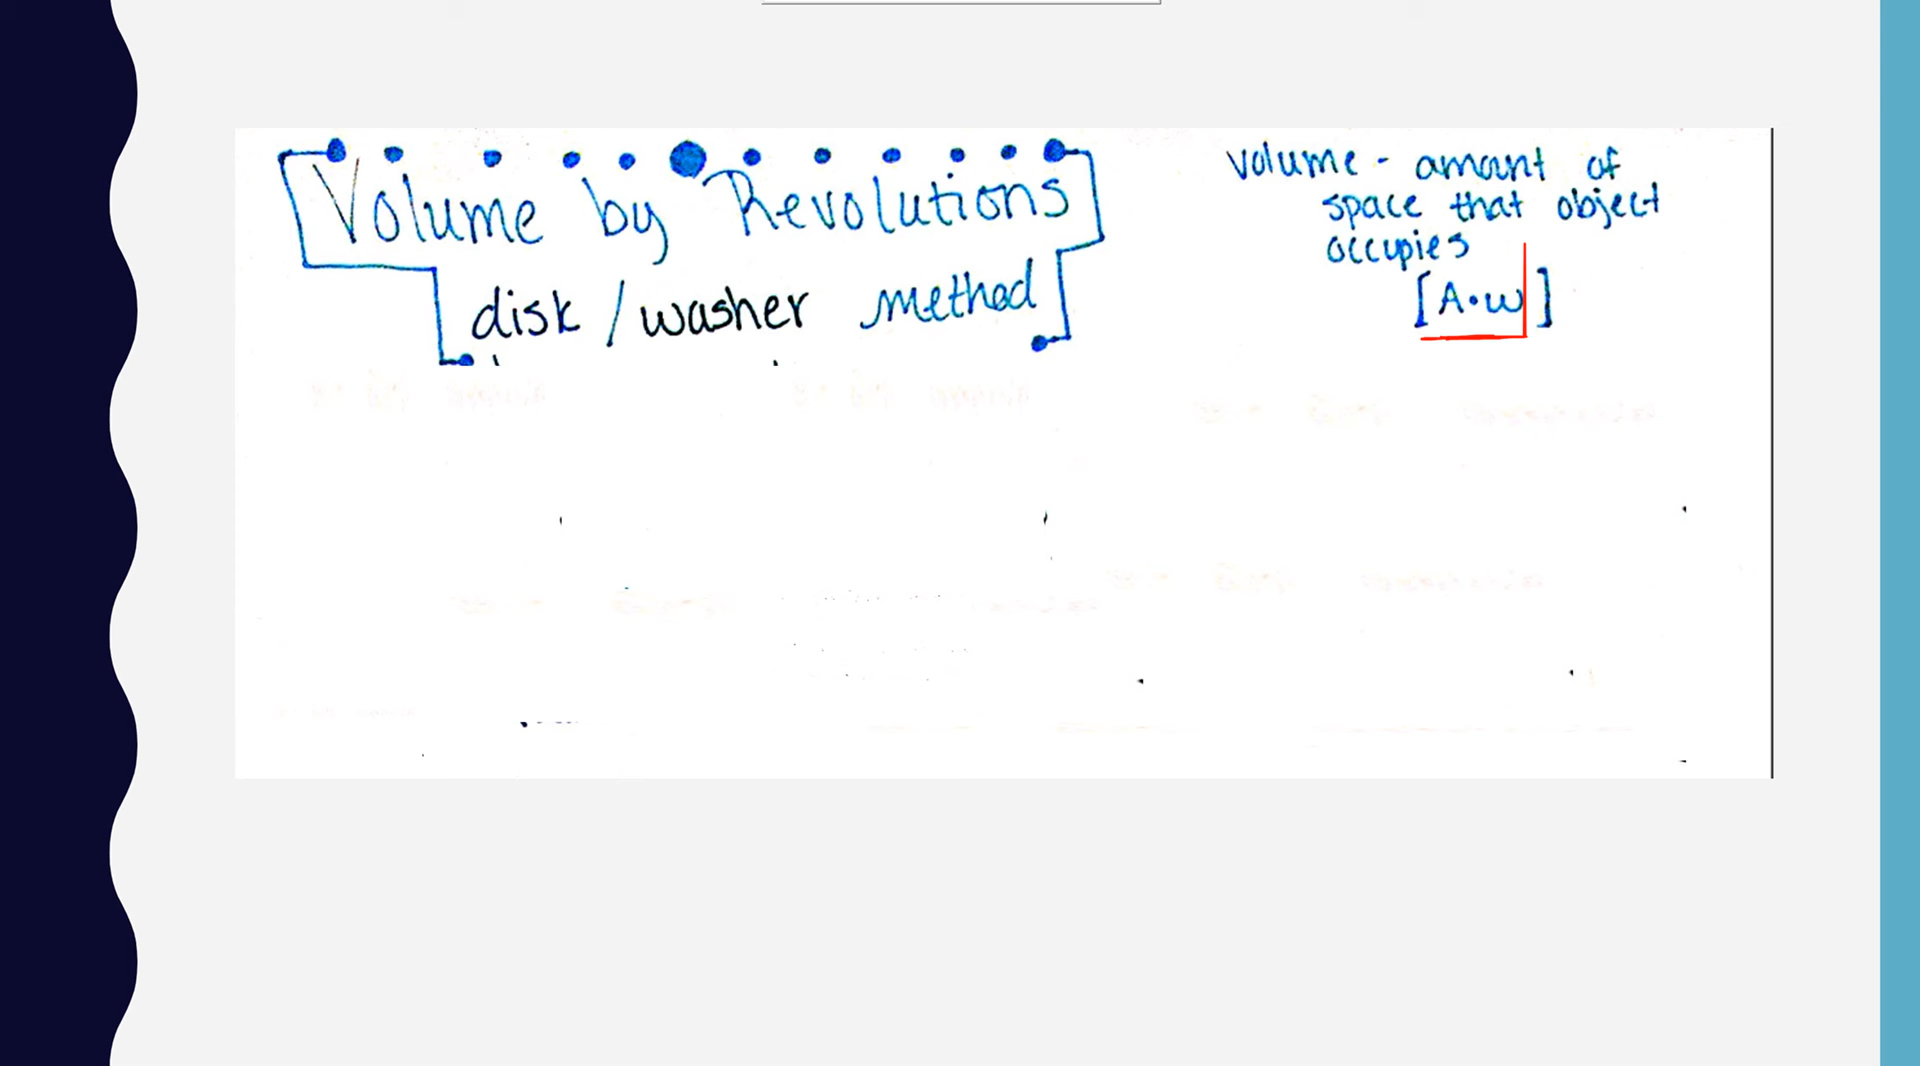 Volume by Revolutions
disk / washer method
volume - amount of
space that object
occupies
[A·w]